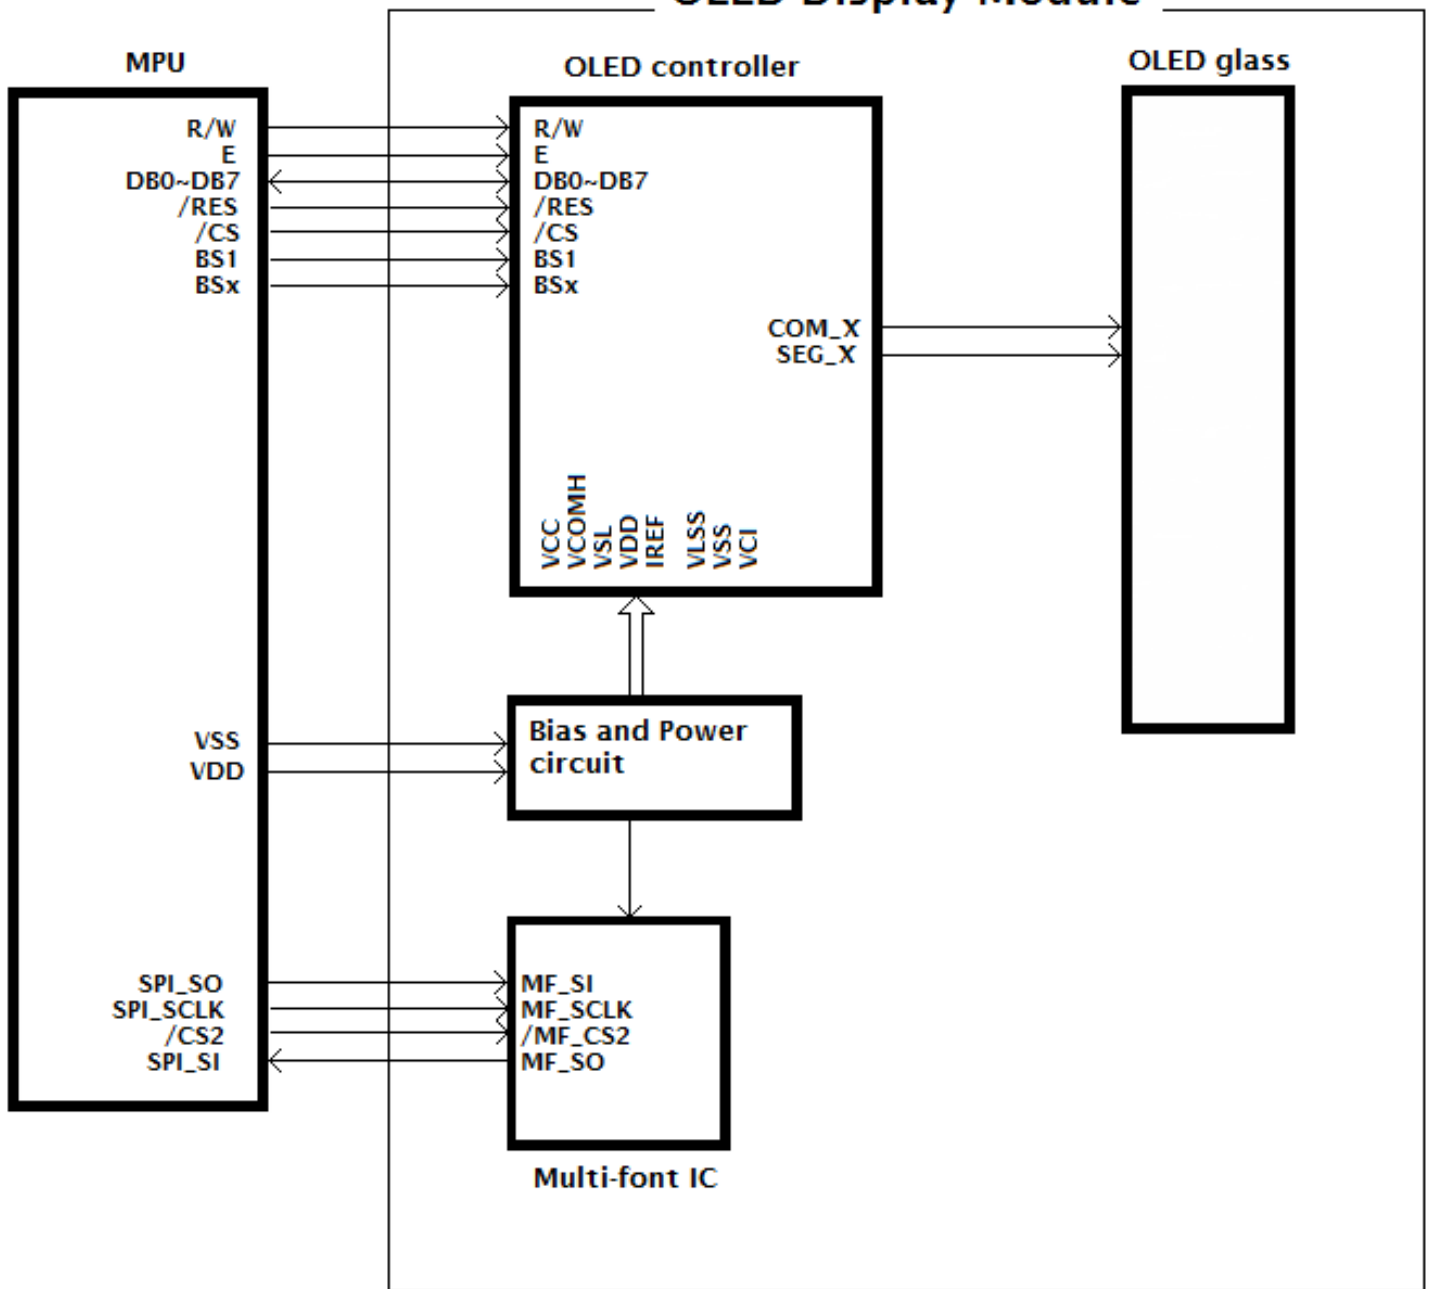 OLED Display Module
MPU
OLED controller
OLED glass
R/W
E
DB0~DB7
/RES
/CS
BS1
BSx
R/W
E
DB0~DB7
/RES
/CS
BS1
BSx
COM_X
SEG_X
VCC
VCOMH
VSL
VDD
IREF
VLSS
VSS
VCI
VSS
VDD
Bias and Power
circuit
SPI_SO
SPI_SCLK
/CS2
SPI_SI
MF_SI
MF_SCLK
/MF_CS2
MF_SO
Multi-font IC